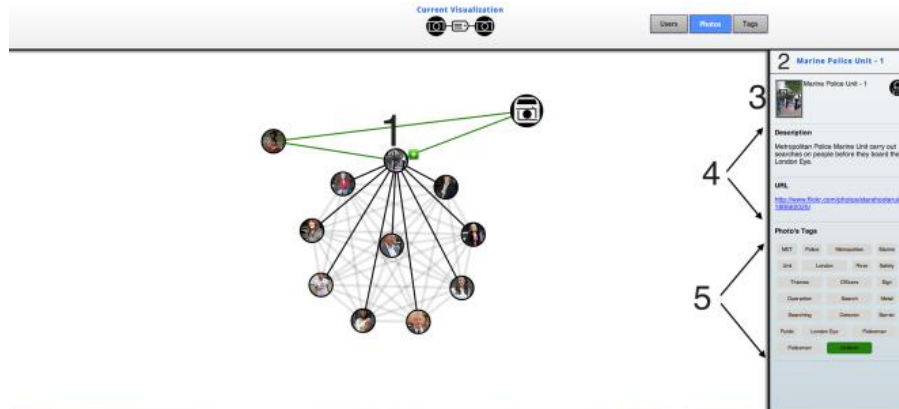 Current Visualization
Users Photos Tags
1
2 Marine Police Unit - 1
3
Marine Police Unit - 1
Description
4
Metropolitan Police Marine Unit carry out
searches on people before they board the
London Eye.
URL
Photo's Tags
5
MET Police Metropolitan Marine
Unit London River Safety
Thames Officers Sign
Operation Search Metal
Searching Detector Barrier
Public London Eye Policeman
Policemen